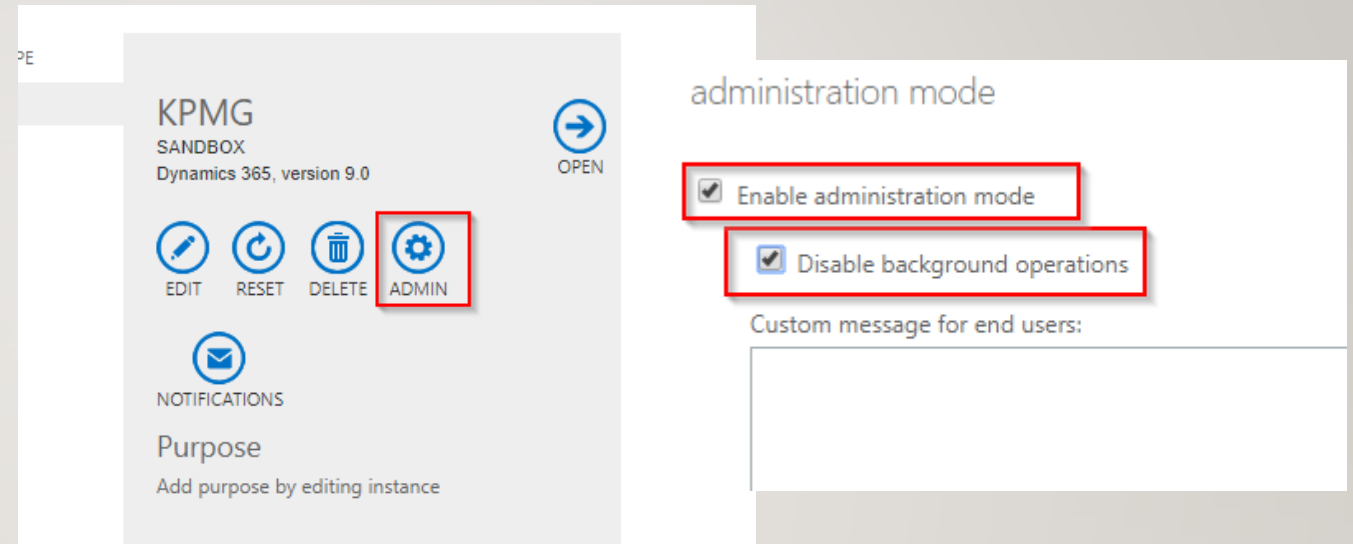 PE
KPMG
SANDBOX
Dynamics 365, version 9.0
OPEN
EDIT RESET DELETE ADMIN
NOTIFICATIONS
Purpose
Add purpose by editing instance
administration mode
Enable administration mode
Disable background operations
Custom message for end users: